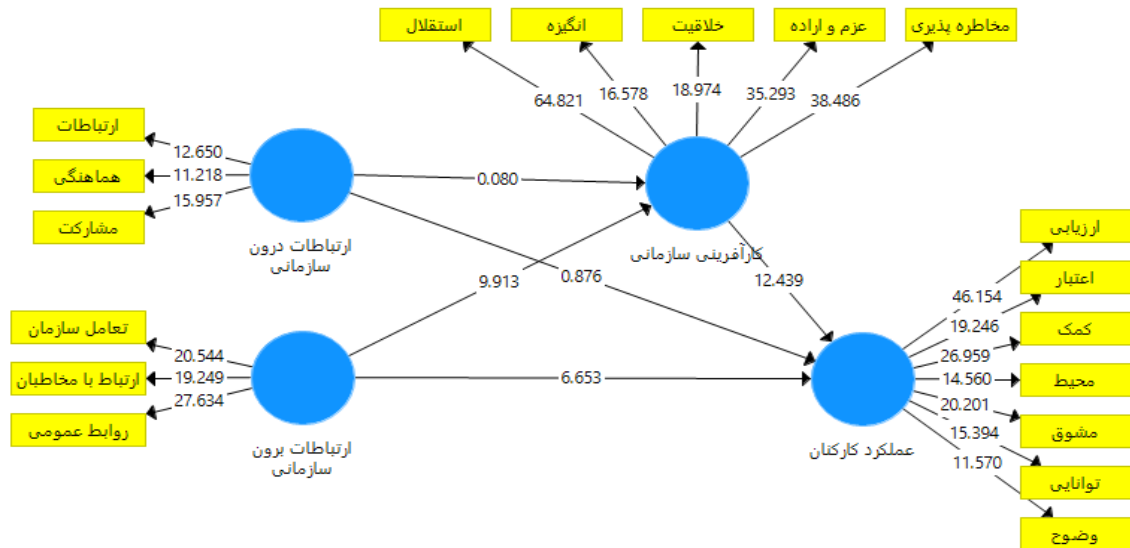 مخاطره پذیری
عزم و اراده
خلاقیت
انگیزه
استقلال
64.821
16.578
18.974
35.293
38.486
ارتباطات
هماهنگی
مشارکت
12.650
11.218
15.957
ارتباطات درون
سازمانی
0.080
کارآفرینی سازمانی
9.913
0.876
12.439
تعامل سازمان
ارتباط با مخاطبان
روابط عمومی
20.544
19.249
27.634
ارتباطات برون
سازمانی
6.653
عملکرد کارکنان
46.154
19.246
26.959
14.560
20.201
15.394
11.570
ارزیابی
اعتبار
کمک
محیط
مشوق
توانایی
وضوح